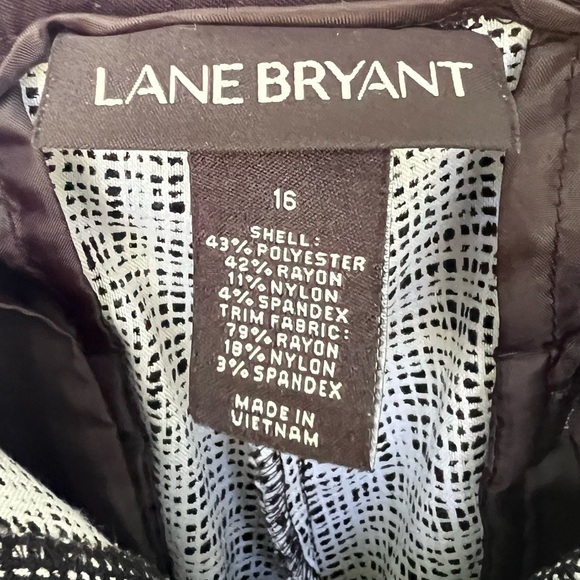 LANE BRYANT
16
SHELL:
43% POLYESTER
42% RAYON
11% NYLON
4% SPANDEX
TRIM FABRIC:
79% RAYON
18% NYLON
3% SPANDEX
MADE IN
VIETNAM